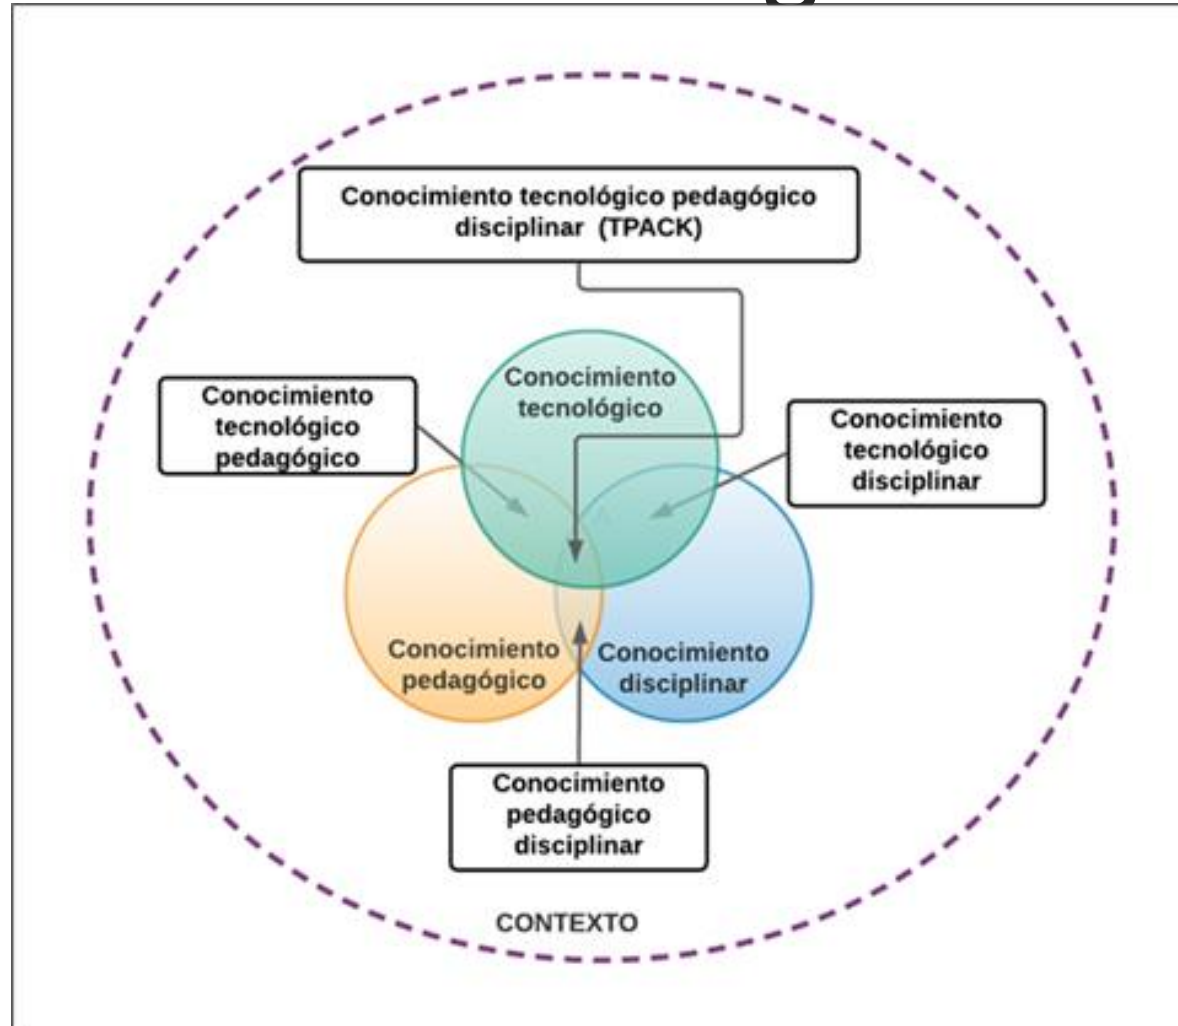 Conocimiento tecnológico pedagógico
disciplinar (TPACK)
Conocimiento
tecnológico
Conocimiento
tecnológico
pedagógico
Conocimiento
tecnológico
disciplinar
Conocimiento
pedagógico
Conocimiento
disciplinar
Conocimiento
pedagógico
disciplinar
CONTEXTO